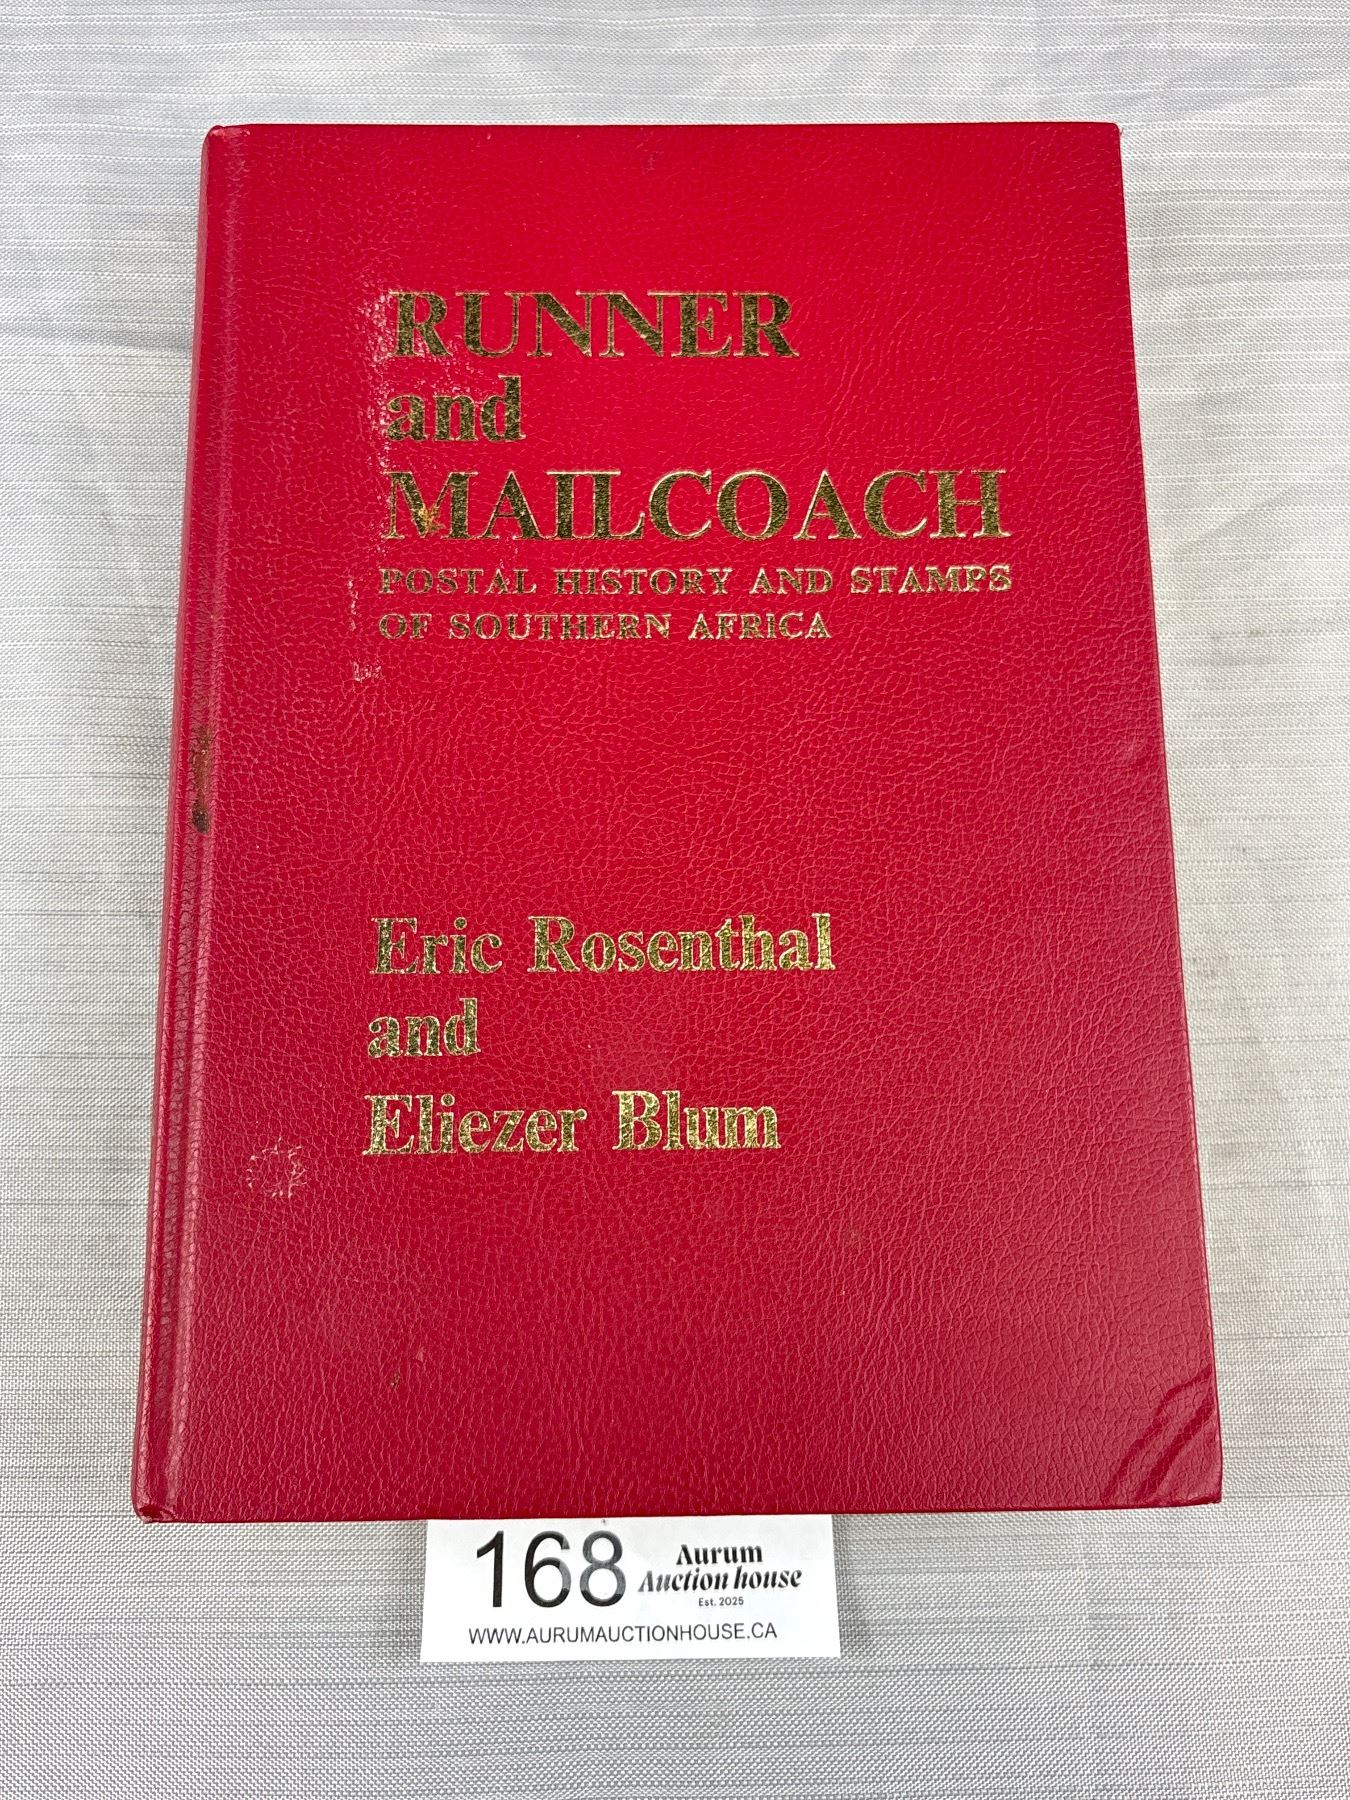 RUNNER
and
MAILCOACH
POSTAL HISTORY AND STAMPS
OF SOUTHERN AFRICA
Eric Rosenthal
and
Eliezer Blum
168
Aurum
Auction house
Est. 2025
WWW.AURUMAUCTIONHOUSE.CA